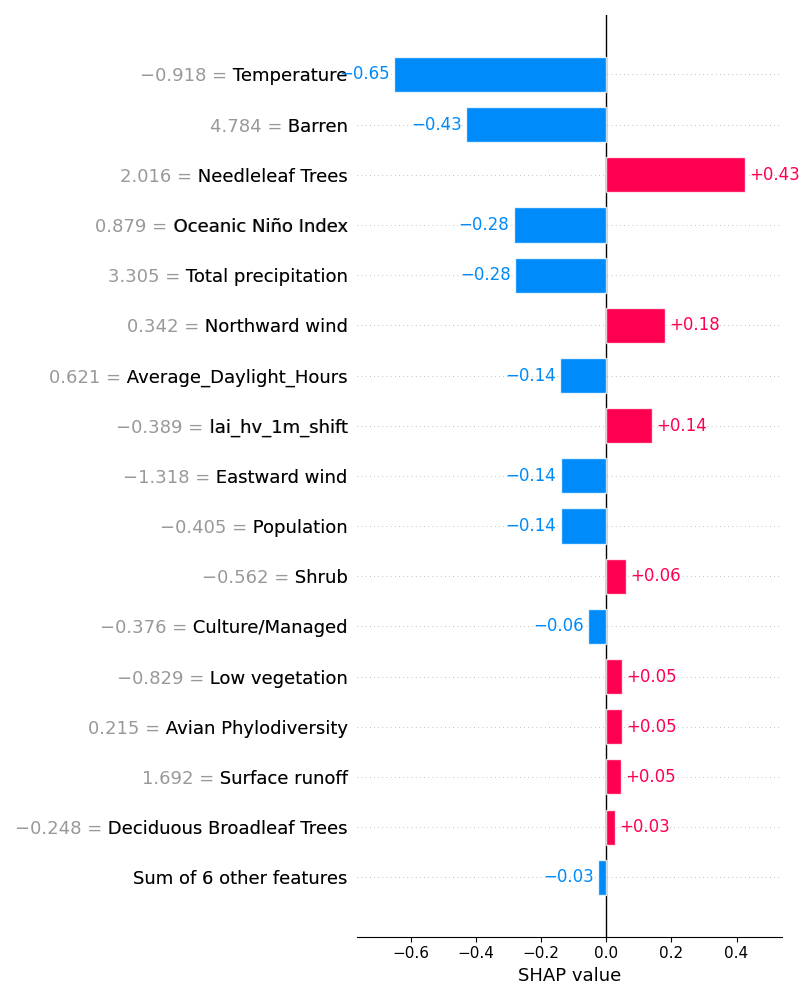 −0.918 = Temperature −0.65
4.784 = Barren −0.43
2.016 = Needleleaf Trees +0.43
0.879 = Oceanic Niño Index −0.28
3.305 = Total precipitation −0.28
0.342 = Northward wind +0.18
0.621 = Average_Daylight_Hours −0.14
−0.389 = lai_hv_1m_shift +0.14
−1.318 = Eastward wind −0.14
−0.405 = Population −0.14
−0.562 = Shrub +0.06
−0.376 = Culture/Managed −0.06
−0.829 = Low vegetation +0.05
0.215 = Avian Phylodiversity +0.05
1.692 = Surface runoff +0.05
−0.248 = Deciduous Broadleaf Trees +0.03
Sum of 6 other features −0.03
−0.6 −0.4 −0.2 0.0 0.2 0.4
SHAP value